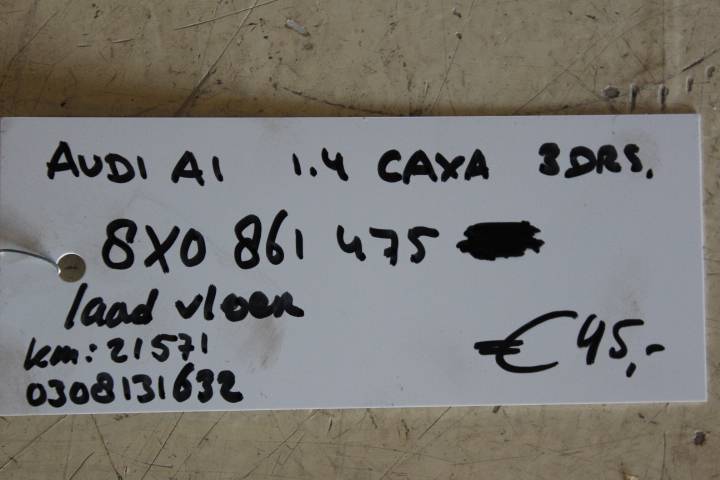 AUDI A1 1.4 CAXA 3DRS.
8X0 861 475
laad vloer
€45,-
km: 21571
0308131632